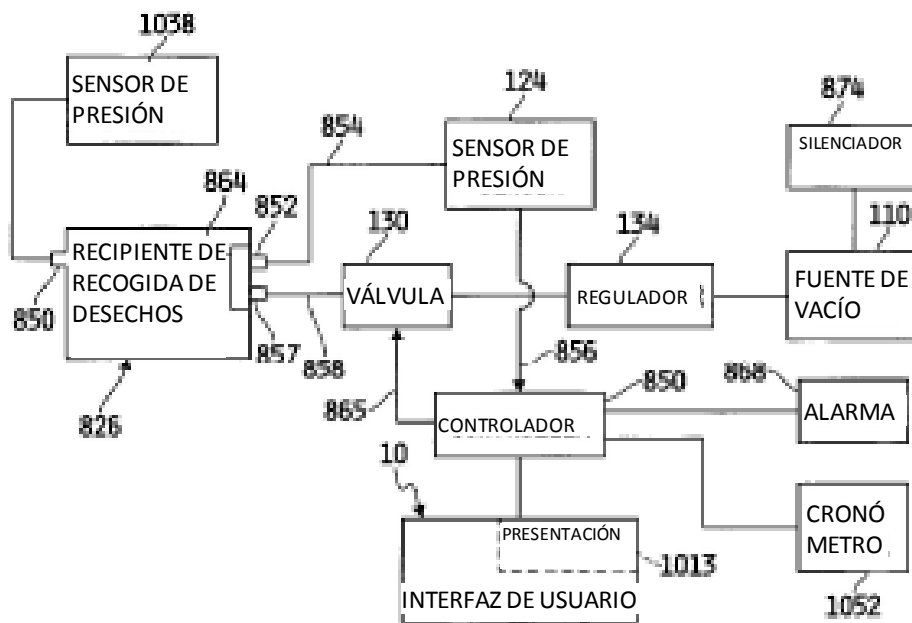 1038
SENSOR DE
PRESIÓN
124
SENSOR DE
PRESIÓN
874
SILENCIADOR
854
864
852
RECIPIENTE DE
RECOGIDA DE
DESECHOS
850
857
858
826
130
VÁLVULA
134
REGULADOR
110
FUENTE DE
VACÍO
856
865
850
CONTROLADOR
868
ALARMA
10
PRESENTACIÓN
1013
INTERFAZ DE USUARIO
CRONÓ
METRO
1052